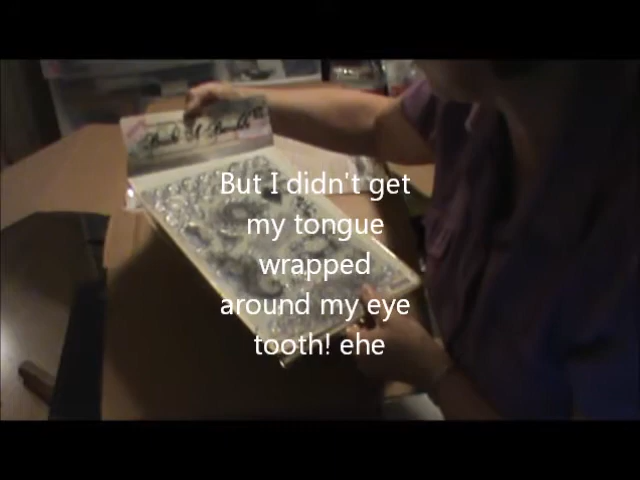 But I didn't get
my tongue
wrapped
around my eye
tooth! ehe